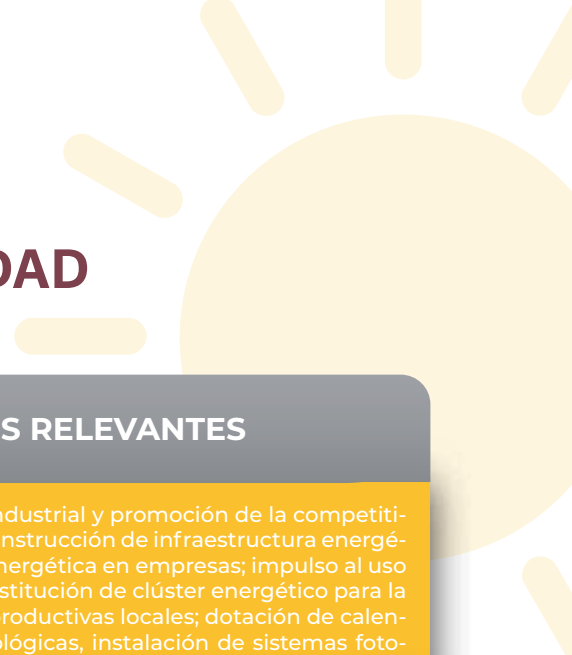 DAD
S RELEVANTES
ndustrial y promoción de la competiti-
nstrucción de infraestructura energé-
nergética en empresas; impulso al uso
stitución de clúster energético para la
productivas locales; dotación de calen-
ológicas, instalación de sistemas foto-